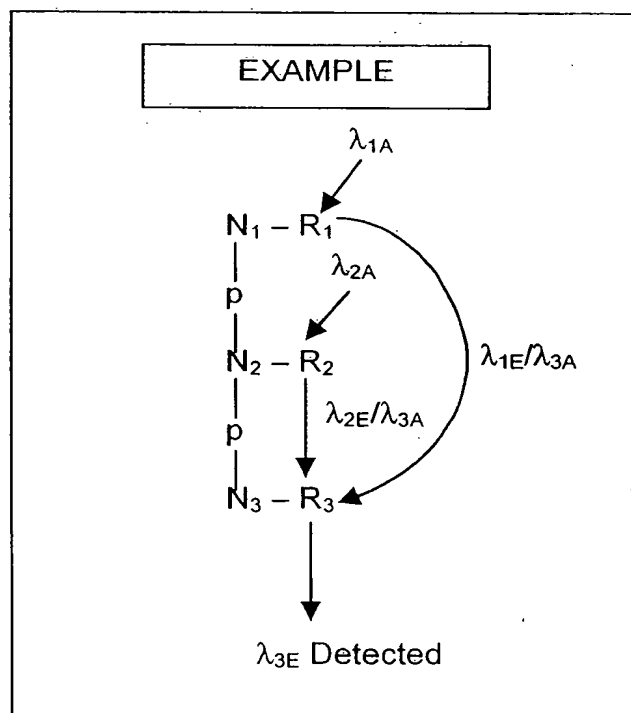 EXAMPLE
λ₁A
N₁ – R₁
λ₂A
p
N₂ – R₂
λ₁E/λ₃A
λ₂E/λ₃A
p
N₃ – R₃
λ₃E Detected